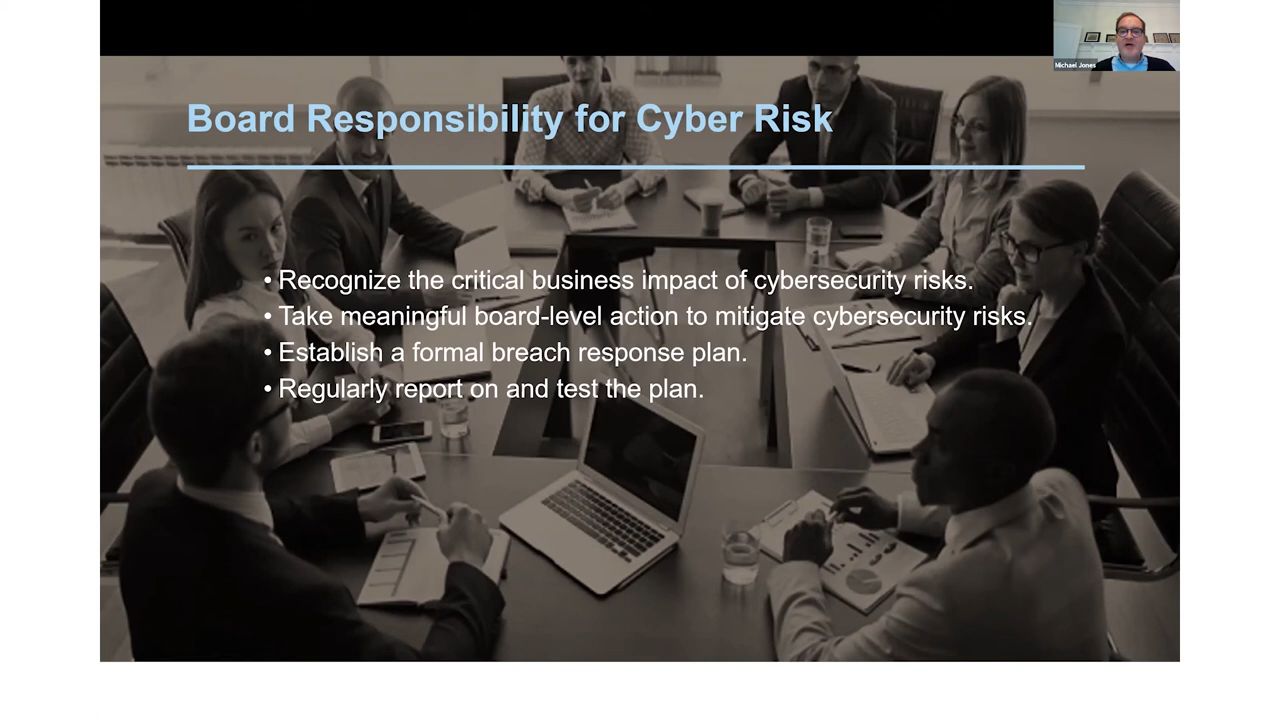 Michael Jones
Board Responsibility for Cyber Risk
• Recognize the critical business impact of cybersecurity risks.
• Take meaningful board-level action to mitigate cybersecurity risks.
• Establish a formal breach response plan.
• Regularly report on and test the plan.